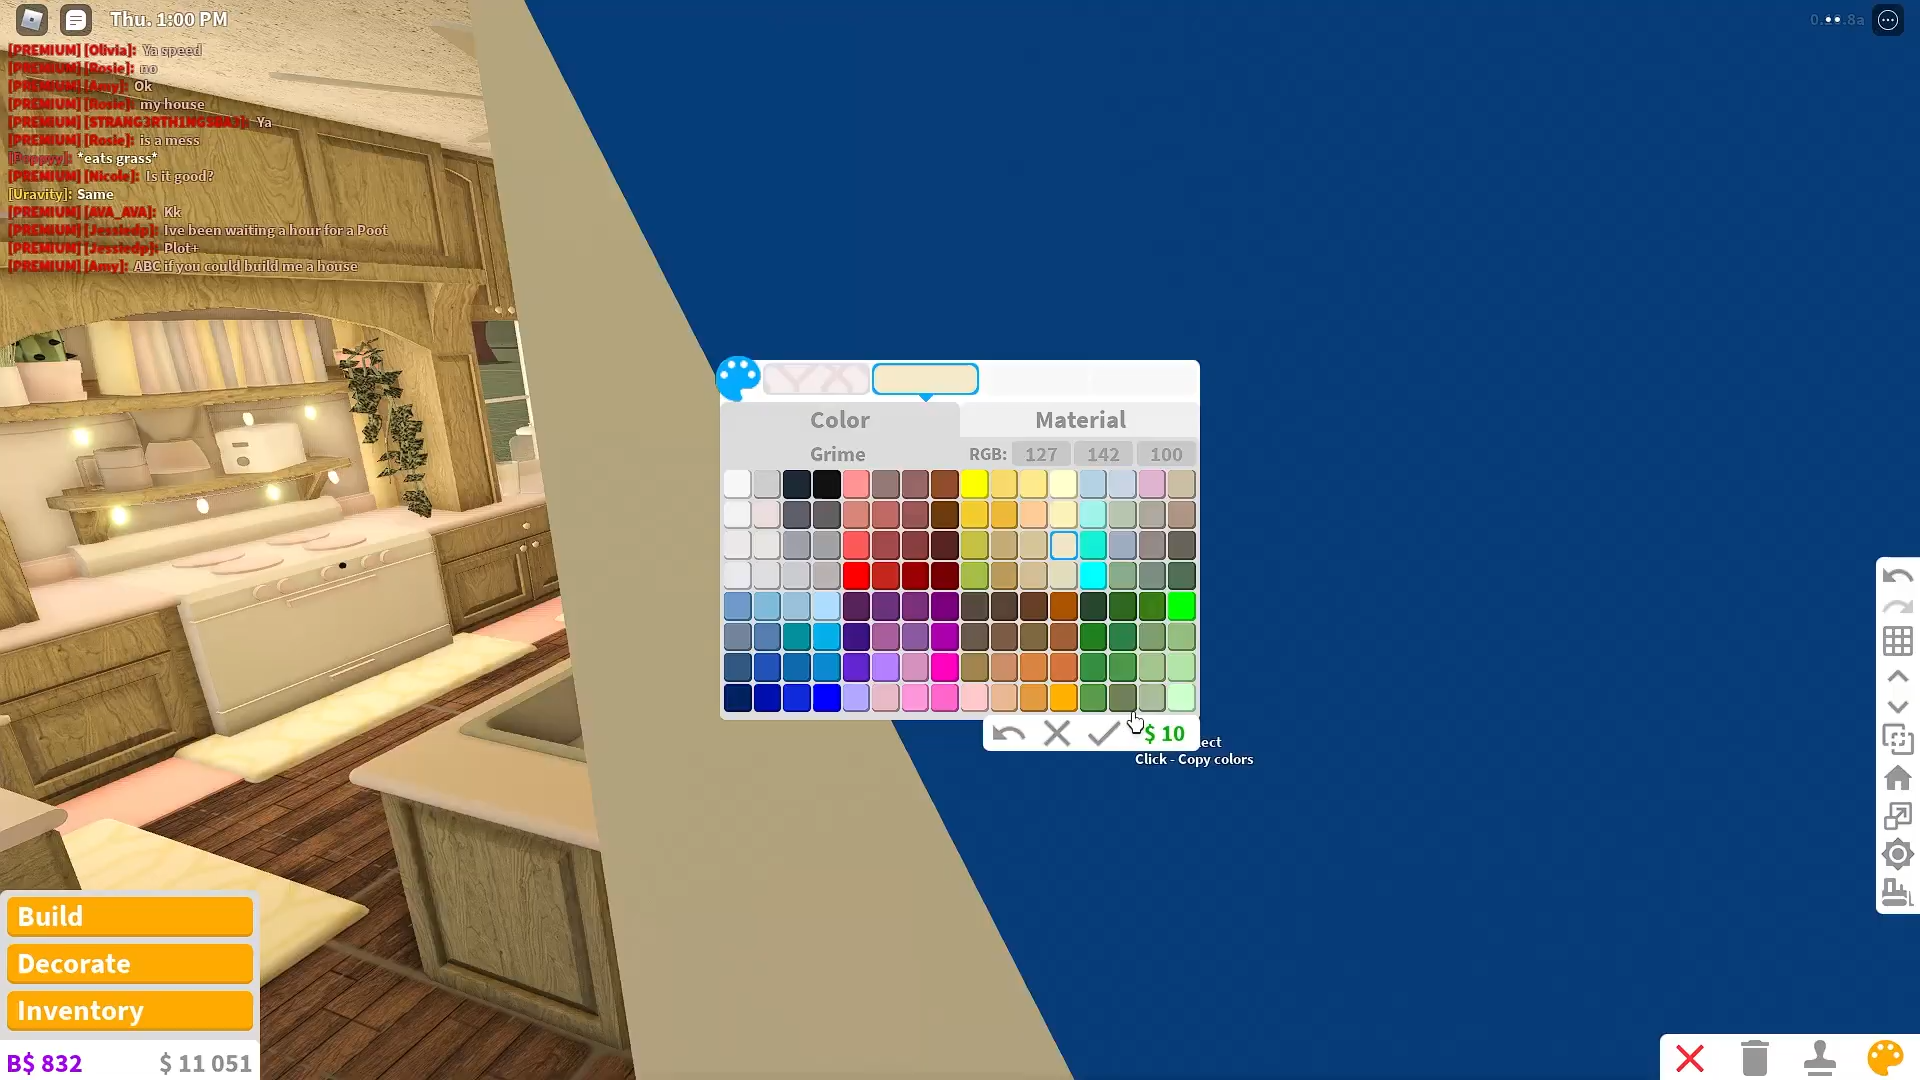 Thu. 1:00 PM
[PREMIUM] [Olivia]: Ya speed
[PREMIUM] [Rosie]: no
[PREMIUM] [Amy]: Ok
[PREMIUM] [Rosie]: my house
[PREMIUM] [STRANG3RTH1NGSBA3]: Ya
[PREMIUM] [Rosie]: is a mess
[Poppyy]: *eats grass*
[PREMIUM] [Nicole]: Is it good?
[Uravity]: Same
[PREMIUM] [AVA_AVA]: Kk
[PREMIUM] [Jessiedp]: Ive been waiting a hour for a Poot
[PREMIUM] [Jessiedp]: Plot+
[PREMIUM] [Amy]: ABC if you could build me a house
Color
Material
Grime
RGB: 127 142 100
$ 10
Click - Copy colors
Build
Decorate
Inventory
B$ 832
$ 11 051